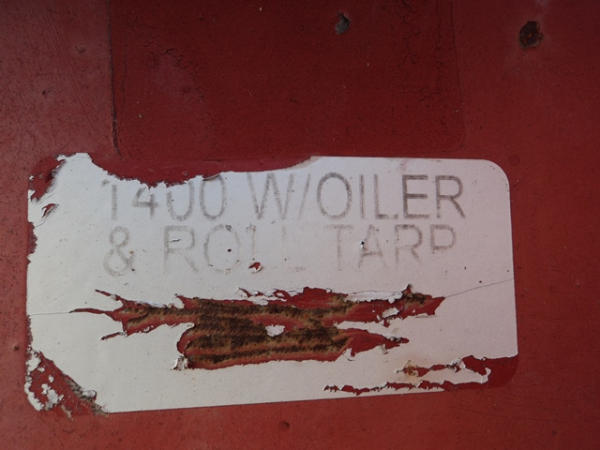 1400 W/OILER
& ROLL TARP